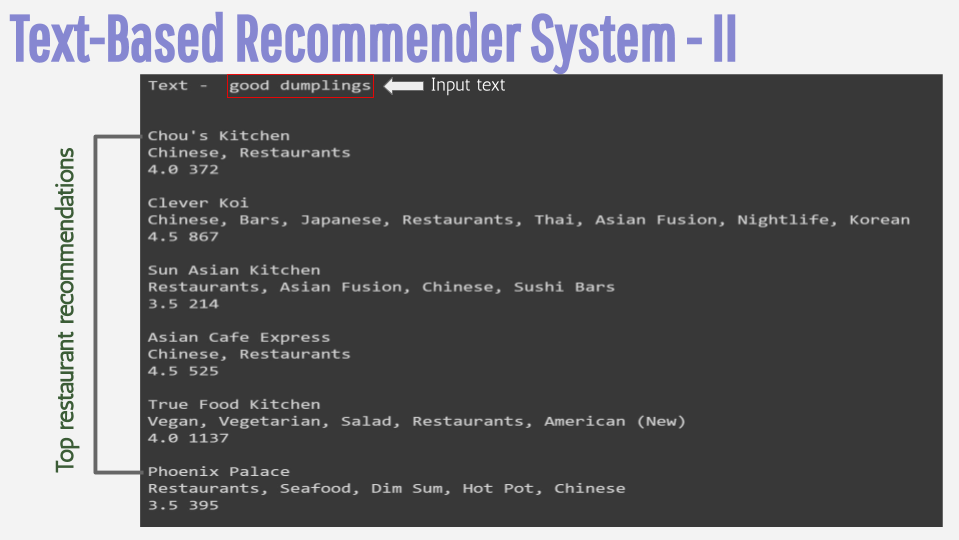 Text-Based Recommender System - II
Text - good dumplings
Input text
Top restaurant recommendations
Chou's Kitchen
Chinese, Restaurants
4.0 372
Clever Koi
Chinese, Bars, Japanese, Restaurants, Thai, Asian Fusion, Nightlife, Korean
4.5 867
Sun Asian Kitchen
Restaurants, Asian Fusion, Chinese, Sushi Bars
3.5 214
Asian Cafe Express
Chinese, Restaurants
4.5 525
True Food Kitchen
Vegan, Vegetarian, Salad, Restaurants, American (New)
4.0 1137
Phoenix Palace
Restaurants, Seafood, Dim Sum, Hot Pot, Chinese
3.5 395